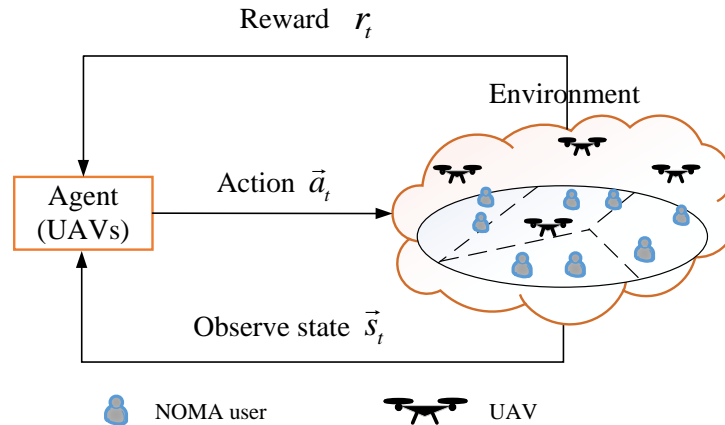 Reward r_t
Environment
Agent
(UAVs)
Action \vec{a}_t
Observe state \vec{s}_t
NOMA user
UAV